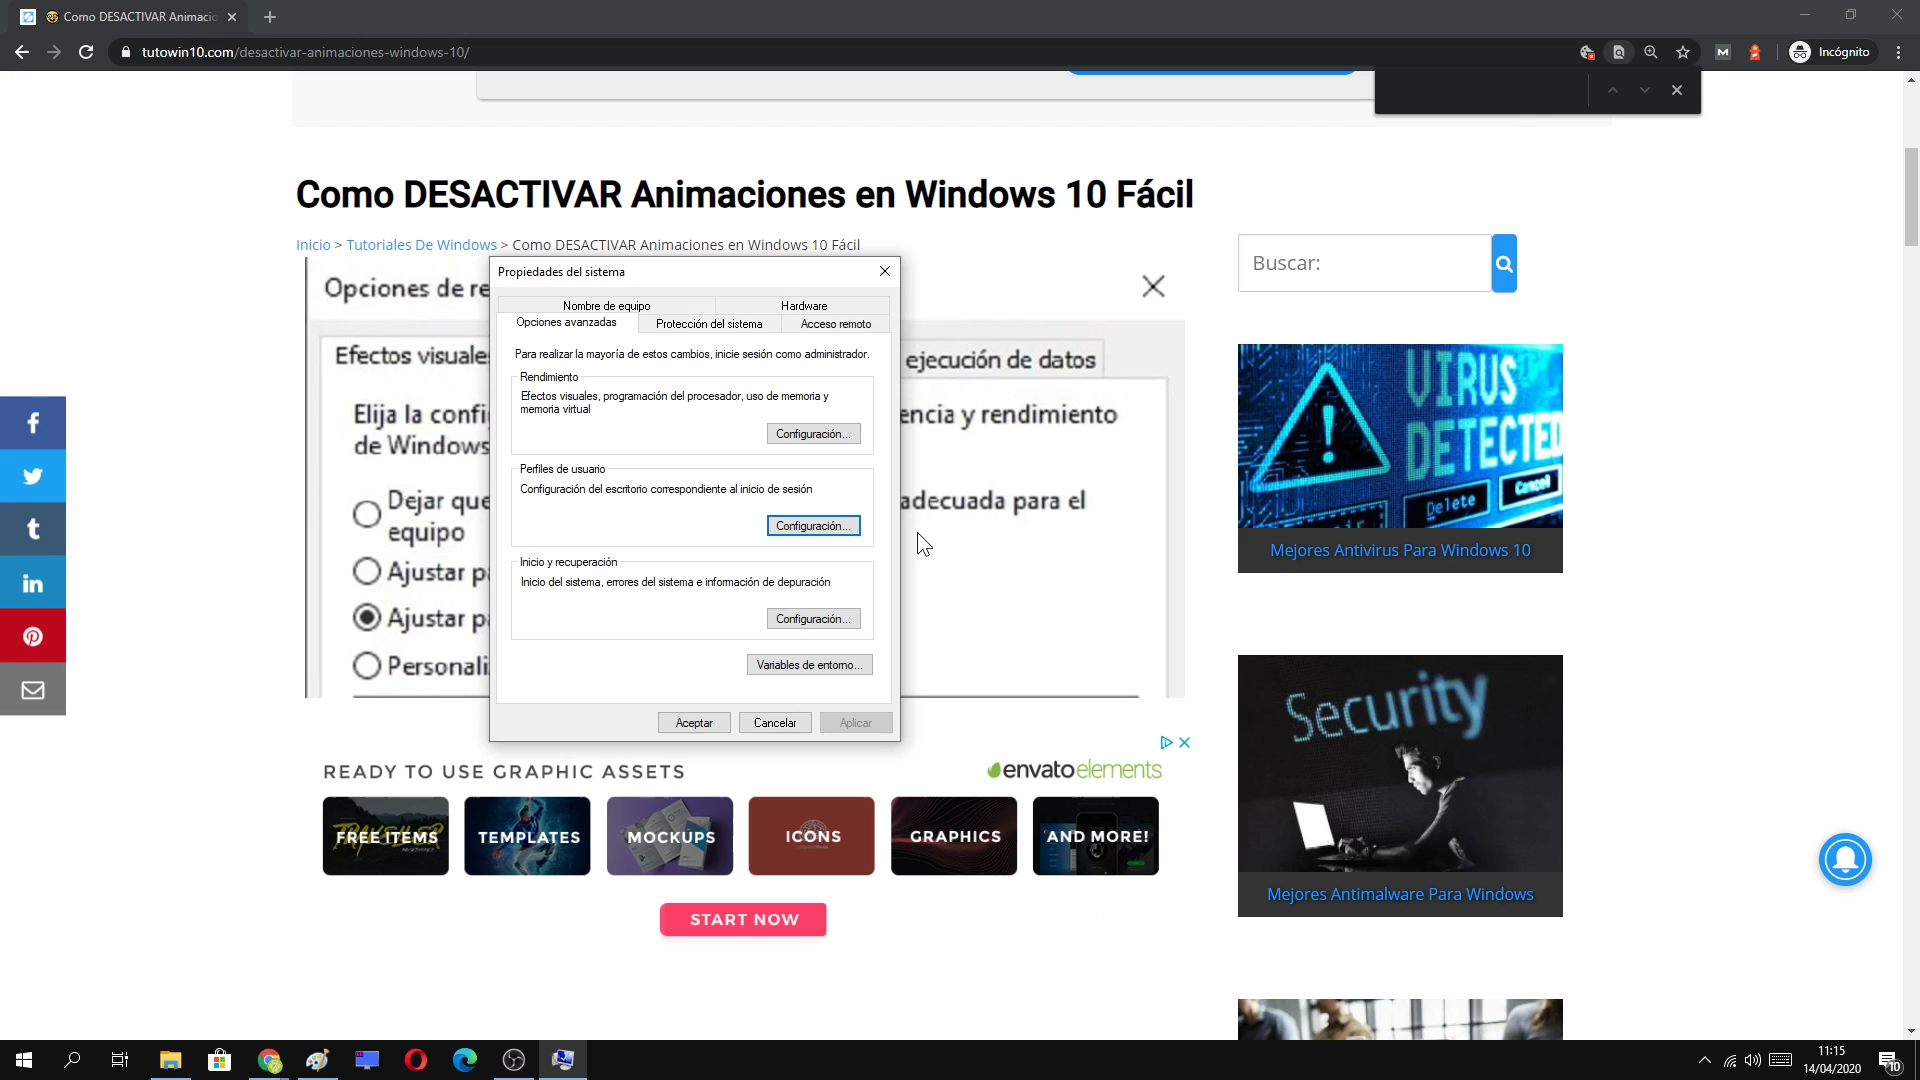 Como DESACTIVAR Animacio
tutowin10.com/desactivar-animaciones-windows-10/
Incógnito
Como DESACTIVAR Animaciones en Windows 10 Fácil
Inicio > Tutoriales De Windows > Como DESACTIVAR Animaciones en Windows 10 Fácil
Buscar:
Opciones de re
Efectos visuale
ejecución de datos
Elija la confi
encia y rendimiento
de Windows
Dejar que
adecuada para el
equipo
Ajustar pa
Ajustar pa
Personali
Propiedades del sistema
Nombre de equipo
Hardware
Opciones avanzadas
Protección del sistema
Acceso remoto
Para realizar la mayoría de estos cambios, inicie sesión como administrador.
Rendimiento
Efectos visuales, programación del procesador, uso de memoria y
memoria virtual
Configuración...
Perfiles de usuario
Configuración del escritorio correspondiente al inicio de sesión
Configuración...
Inicio y recuperación
Inicio del sistema, errores del sistema e información de depuración
Configuración...
Variables de entorno...
Aceptar
Cancelar
Aplicar
VIRUS
DETECTED
Delete
Cancel
Mejores Antivirus Para Windows 10
Security
Mejores Antimalware Para Windows
READY TO USE GRAPHIC ASSETS
envatoelements
FREE ITEMS
TEMPLATES
MOCKUPS
ICONS
GRAPHICS
AND MORE!
START NOW
11:15
14/04/2020
10